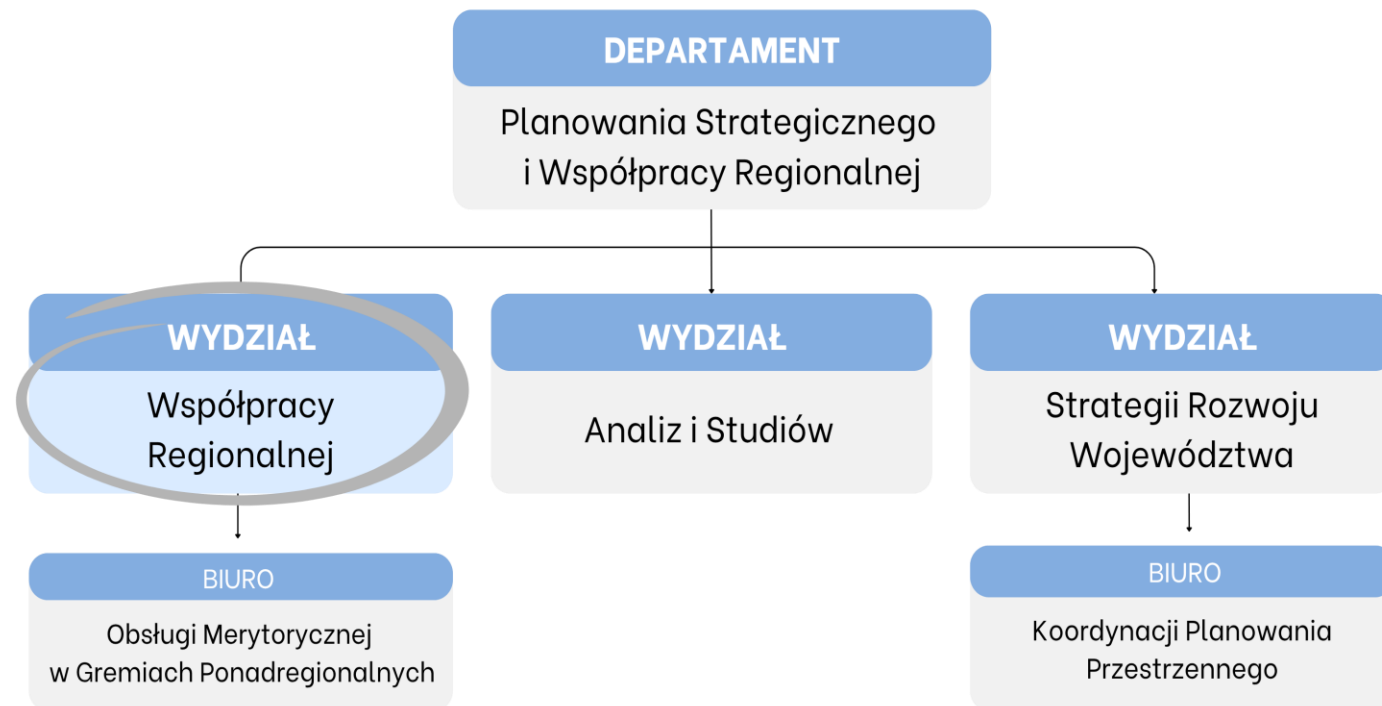 DEPARTAMENT
Planowania Strategicznego
i Współpracy Regionalnej
WYDZIAŁ
Współpracy
Regionalnej
WYDZIAŁ
Analiz i Studiów
WYDZIAŁ
Strategii Rozwoju
Województwa
BIURO
Obsługi Merytorycznej
w Gremiach Ponadregionalnych
BIURO
Koordynacji Planowania
Przestrzennego